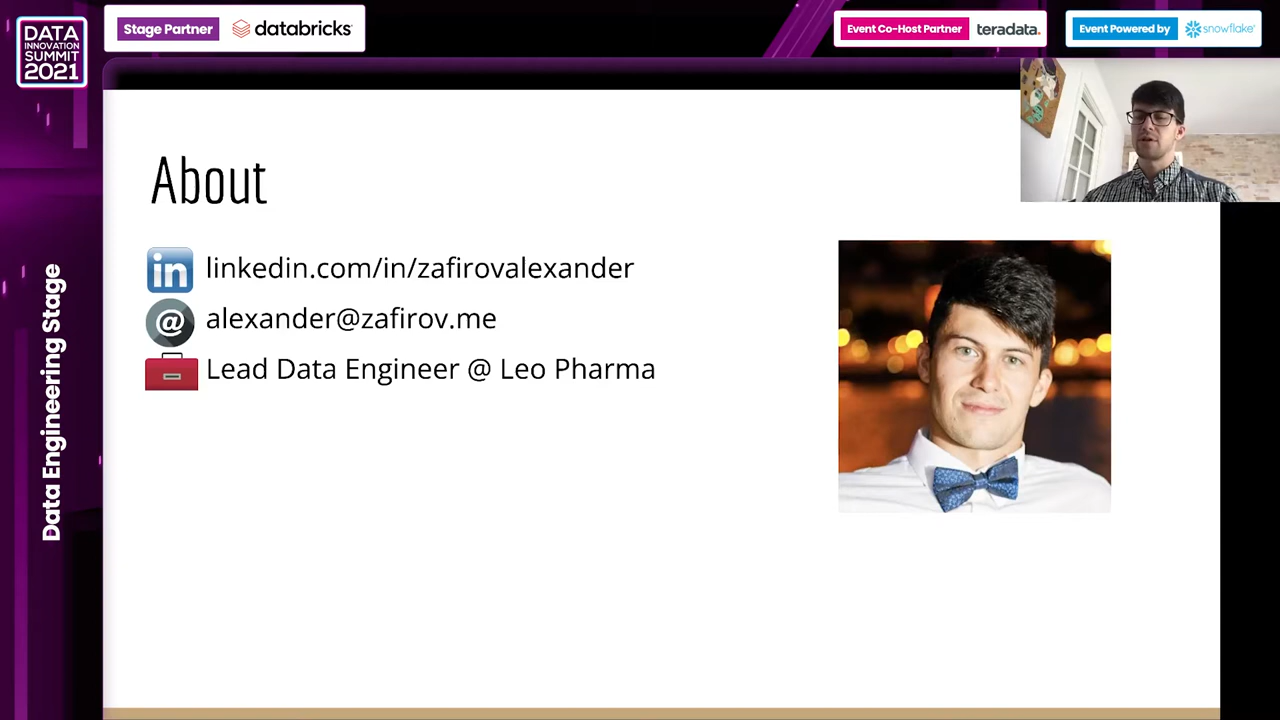 DATA
INNOVATION
SUMMIT
2021
Stage Partner
databricks
Event Co-Host Partner
teradata.
Event Powered by
snowflake
Data Engineering Stage
About
in linkedin.com/in/zafirovalexander
@ alexander@zafirov.me
Lead Data Engineer @ Leo Pharma